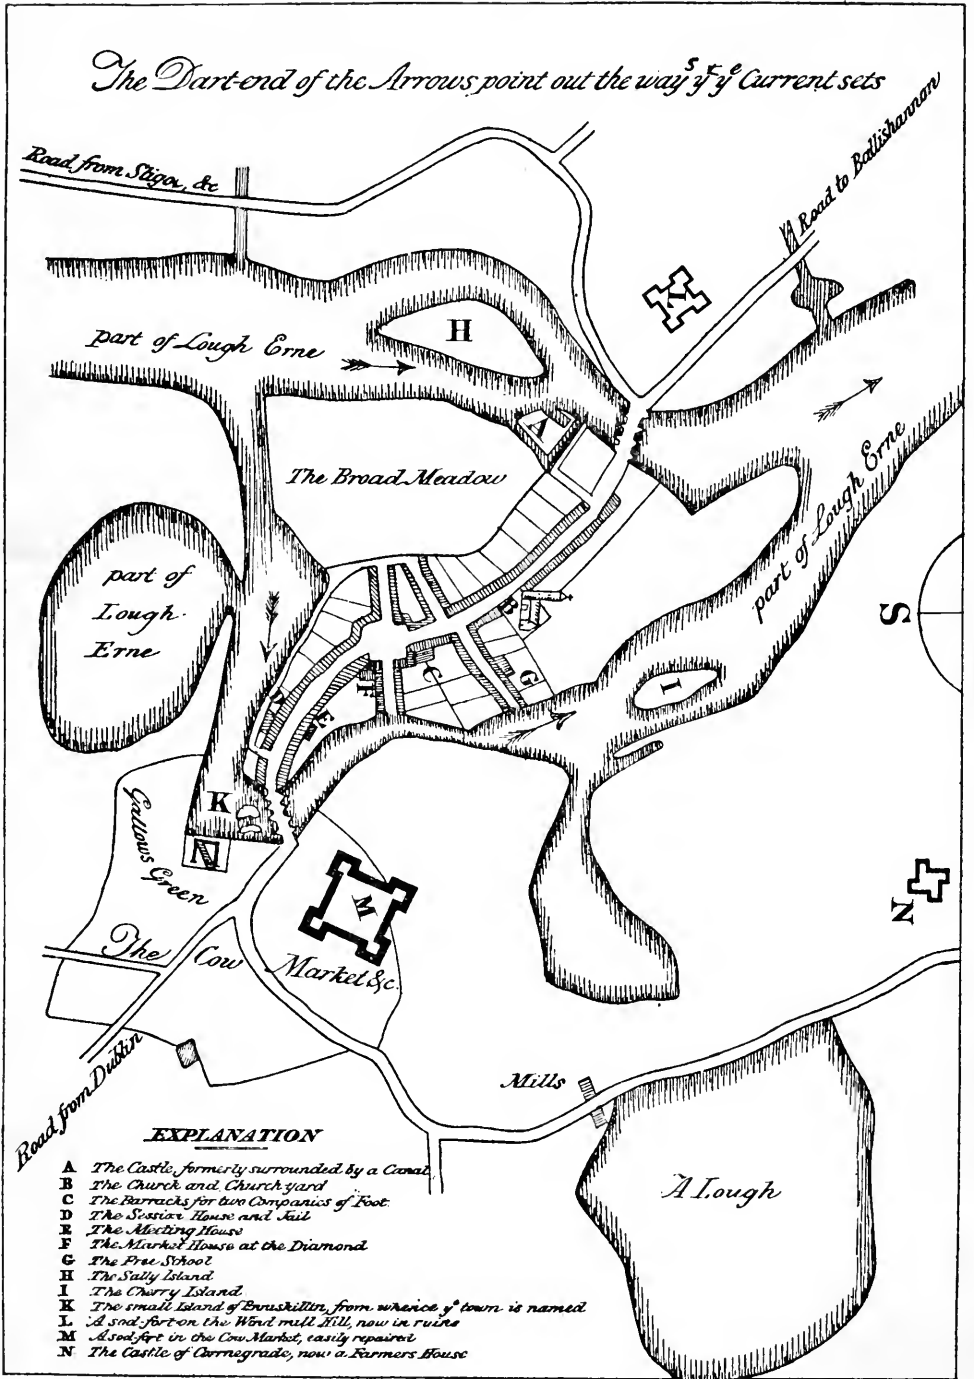 The Dart-end of the Arrows point out the way yᵗ yᵉ Current sets
Road from Sligo, &c
Road to Ballishannon
L
part of Lough Erne
H
A
The Broad Meadow
part of Lough Erne
part of
Lough
Erne
B
S
C
G
I
D
E
F
K
Gallows Green
N
M
N
The Cow Market &c.
Road from Dublin
Mills
A Lough
EXPLANATION
A The Castle, formerly surrounded by a Canal
B The Church and Church yard
C The Barracks for two Companies of Foot
D The Session House and Jail
E The Meeting House
F The Market House at the Diamond
G The Free School
H The Sally Island
I The Cherry Island
K The small Island of Enniskillin, from whence yᵉ town is named
L A sod-fort on the Wind mill Hill, now in ruins
M A sod-fort in the Cow Market, easily repaired
N The Castle of Cornegrade, now a Farmers House